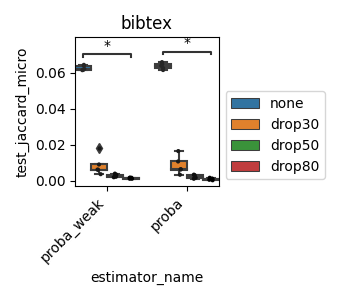 bibtex
*
*
0.06
0.04
0.02
0.00
test_jaccard_micro
none
drop30
drop50
drop80
proba_weak
proba
estimator_name